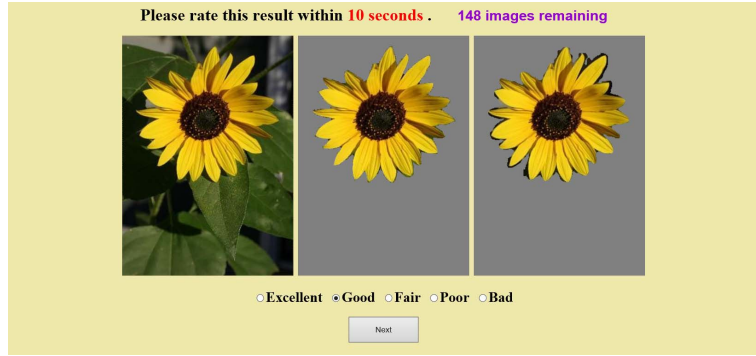 Please rate this result within 10 seconds . 148 images remaining
Excellent Good Fair Poor Bad
Next